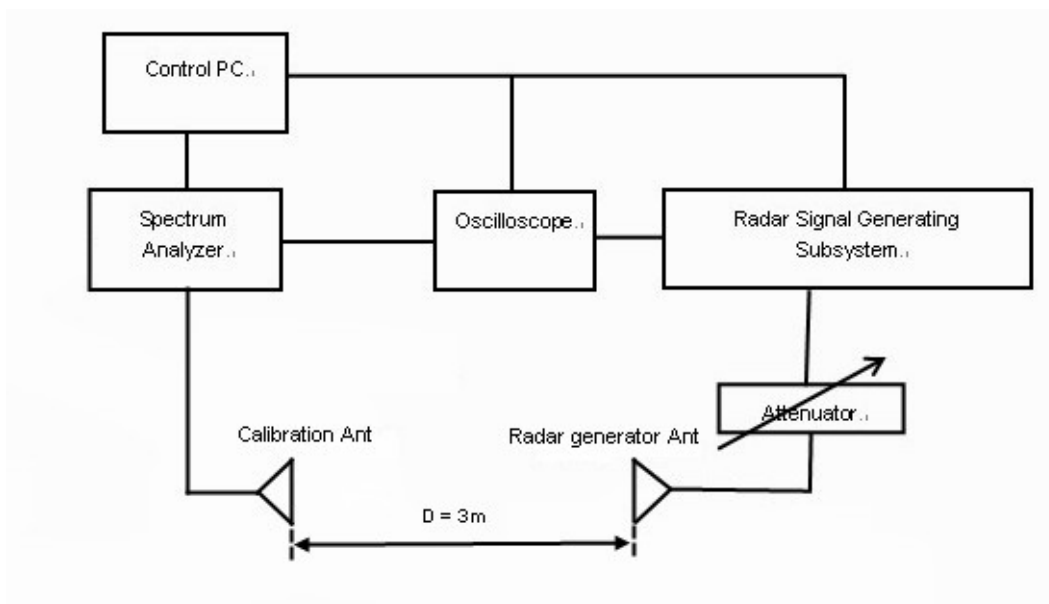 Control PC
Spectrum
Analyzer
Oscilloscope
Radar Signal Generating
Subsystem
Attenuator
Calibration Ant
Radar generator Ant
D = 3m